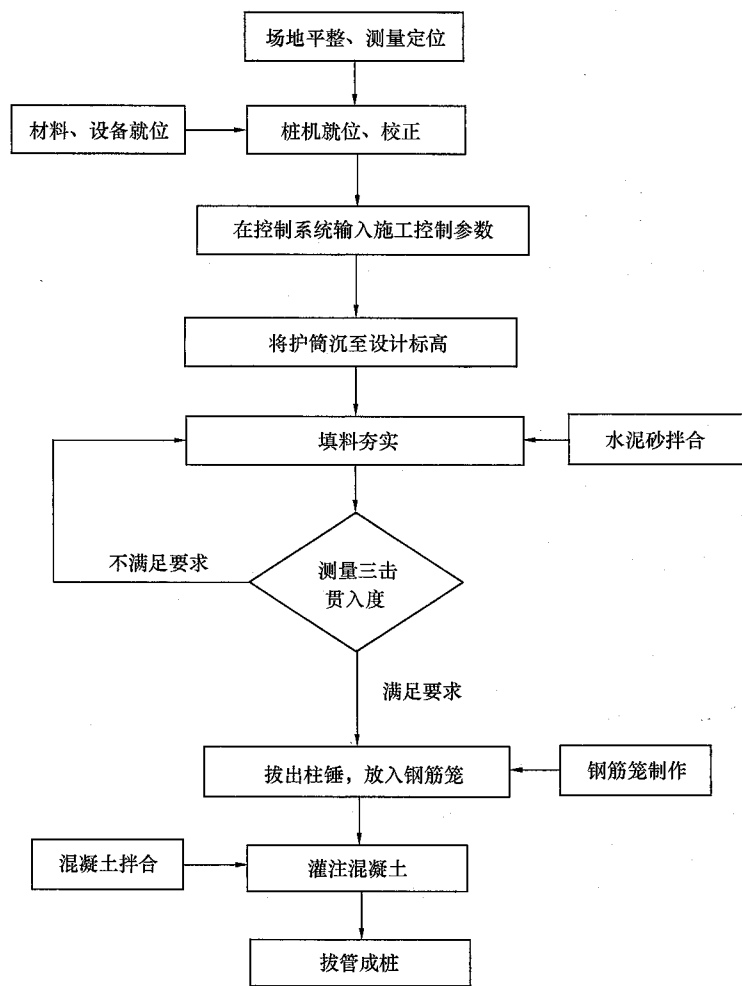 场地平整、测量定位
材料、设备就位
桩机就位、校正
在控制系统输入施工控制参数
将护筒沉至设计标高
填料夯实
水泥砂拌合
不满足要求
测量三击
贯入度
满足要求
拔出柱锤，放入钢筋笼
钢筋笼制作
混凝土拌合
灌注混凝土
拔管成桩